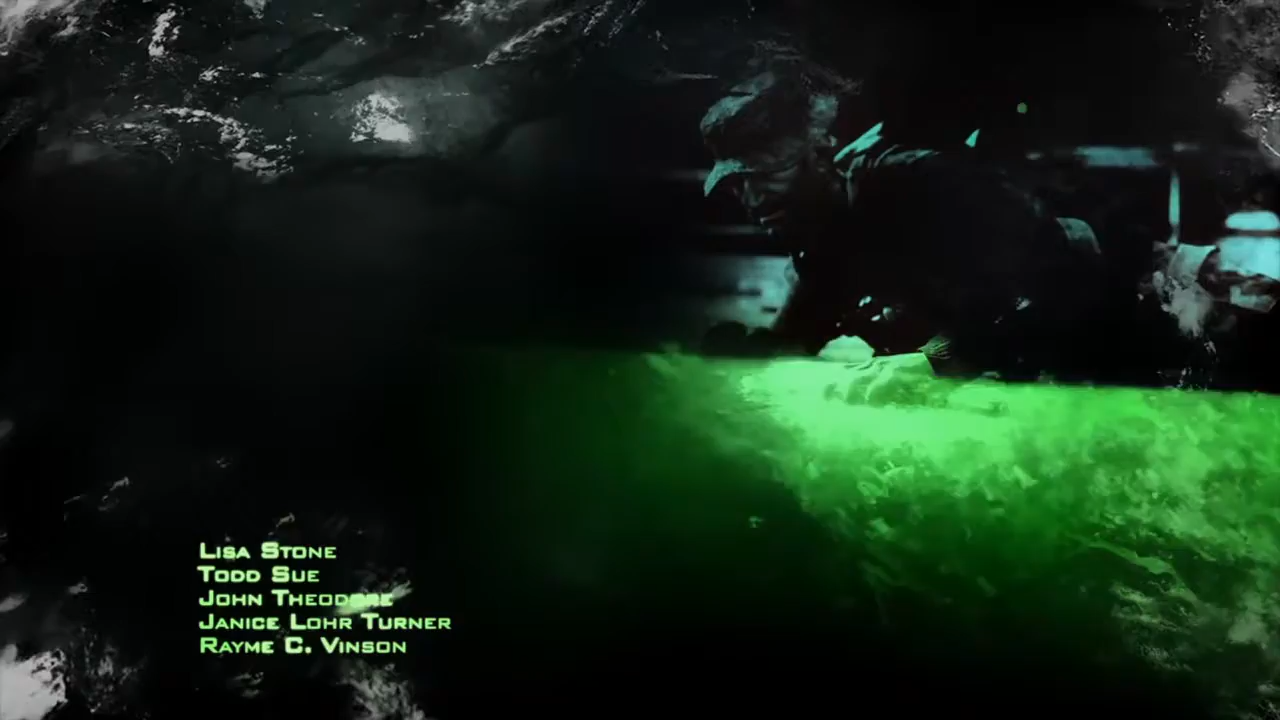 Lisa Stone
Todd Sue
John Theodore
Janice Lohr Turner
Rayme C. Vinson